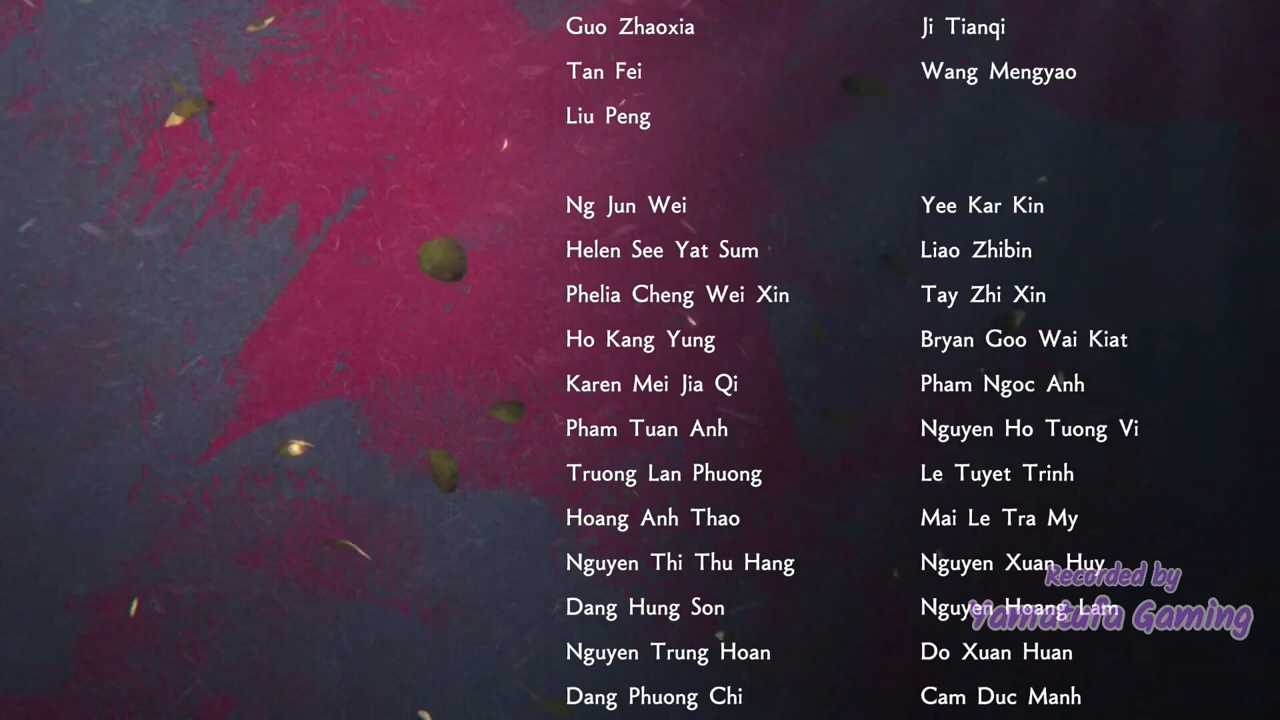 Guo Zhaoxia Ji Tianqi
Tan Fei Wang Mengyao
Liu Peng
Ng Jun Wei Yee Kar Kin
Helen See Yat Sum Liao Zhibin
Phelia Cheng Wei Xin Tay Zhi Xin
Ho Kang Yung Bryan Goo Wai Kiat
Karen Mei Jia Qi Pham Ngoc Anh
Pham Tuan Anh Nguyen Ho Tuong Vi
Truong Lan Phuong Le Tuyet Trinh
Hoang Anh Thao Mai Le Tra My
Nguyen Thi Thu Hang Nguyen Xuan Huy
Recorded by
Dang Hung Son Nguyen Hoang Lam
Yamatafa Gaming
Nguyen Trung Hoan Do Xuan Huan
Dang Phuong Chi Cam Duc Manh